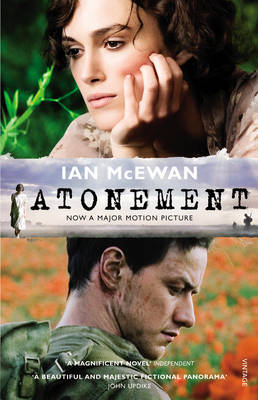 IAN McEWAN
ATONEMENT
NOW A MAJOR MOTION PICTURE
'A MAGNIFICENT NOVEL' INDEPENDENT
'A BEAUTIFUL AND MAJESTIC FICTIONAL PANORAMA'
JOHN UPDIKE
VINTAGE